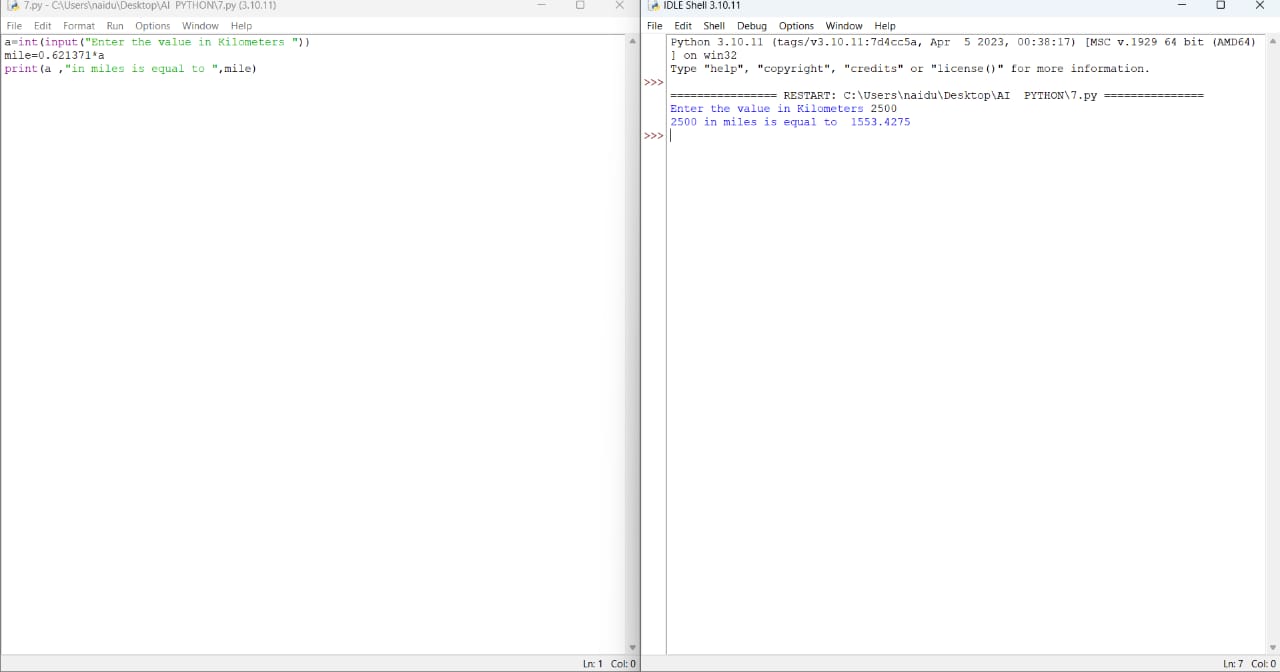 7.py - C:\Users\naidu\Desktop\AI  PYTHON\7.py (3.10.11)
File Edit Format Run Options Window Help
a=int(input("Enter the value in Kilometers "))
mile=0.621371*a
print(a ,"in miles is equal to ",mile)
Ln: 1 Col: 0
IDLE Shell 3.10.11
File Edit Shell Debug Options Window Help
Python 3.10.11 (tags/v3.10.11:7d4cc5a, Apr  5 2023, 00:38:17) [MSC v.1929 64 bit (AMD64)
] on win32
Type "help", "copyright", "credits" or "license()" for more information.
>>>
================ RESTART: C:\Users\naidu\Desktop\AI  PYTHON\7.py ===============
Enter the value in Kilometers 2500
2500 in miles is equal to  1553.4275
>>>
Ln: 7 Col: 0